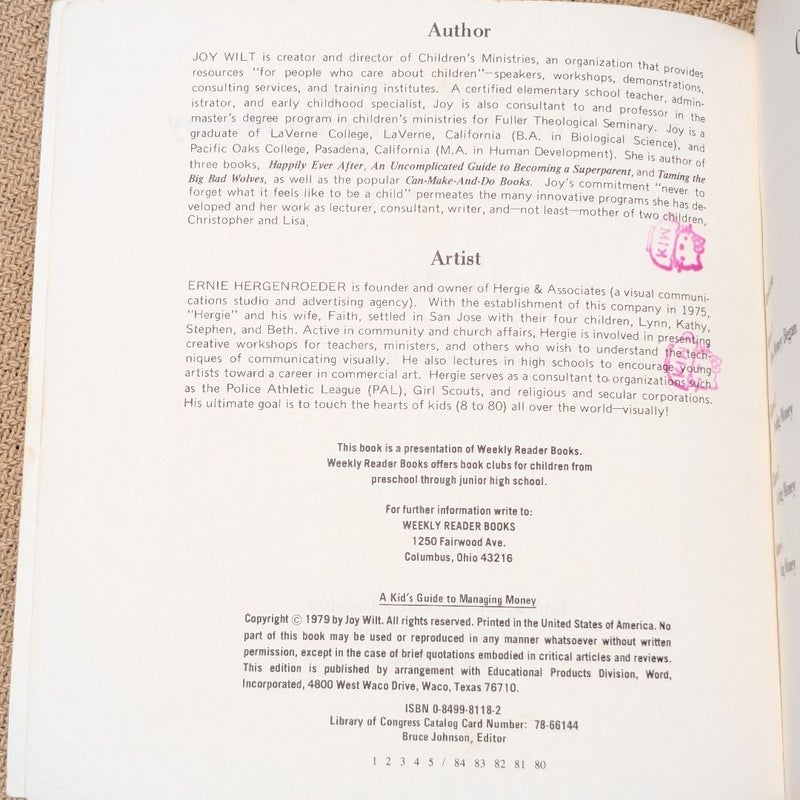 Author
JOY WILT is creator and director of Children's Ministries, an organization that provides
resources "for people who care about children"—speakers, workshops, demonstrations,
consulting services, and training institutes. A certified elementary school teacher, admin-
istrator, and early childhood specialist, Joy is also consultant to and professor in the
master's degree program in children's ministries for Fuller Theological Seminary. Joy is a
graduate of LaVerne College, LaVerne, California (B.A. in Biological Science), and
Pacific Oaks College, Pasadena, California (M.A. in Human Development). She is author of
three books, Happily Ever After, An Uncomplicated Guide to Becoming a Superparent, and Taming the
Big Bad Wolves, as well as the popular Can-Make-And-Do Books. Joy's commitment "never to
forget what it feels like to be a child" permeates the many innovative programs she has de-
veloped and her work as lecturer, consultant, writer, and—not least—mother of two children,
Christopher and Lisa.
KIM
Artist
ERNIE HERGENROEDER is founder and owner of Hergie & Associates (a visual communi-
cations studio and advertising agency). With the establishment of this company in 1975,
"Hergie" and his wife, Faith, settled in San Jose with their four children, Lynn, Kathy,
Stephen, and Beth. Active in community and church affairs, Hergie is involved in presenting
creative workshops for teachers, ministers, and others who wish to understand the tech-
niques of communicating visually. He also lectures in high schools to encourage young
artists toward a career in commercial art. Hergie serves as a consultant to organizations such
as the Police Athletic League (PAL), Girl Scouts, and religious and secular corporations.
His ultimate goal is to touch the hearts of kids (8 to 80) all over the world—visually!
KIM
This book is a presentation of Weekly Reader Books.
Weekly Reader Books offers book clubs for children from
preschool through junior high school.
For further information write to:
WEEKLY READER BOOKS
1250 Fairwood Ave.
Columbus, Ohio 43216
A Kid's Guide to Managing Money
Copyright © 1979 by Joy Wilt. All rights reserved. Printed in the United States of America. No
part of this book may be used or reproduced in any manner whatsoever without written
permission, except in the case of brief quotations embodied in critical articles and reviews.
This edition is published by arrangement with Educational Products Division, Word,
Incorporated, 4800 West Waco Drive, Waco, Texas 76710.
ISBN 0-8499-8118-2
Library of Congress Catalog Card Number: 78-66144
Bruce Johnson, Editor
1 2 3 4 5 / 84 83 82 81 80